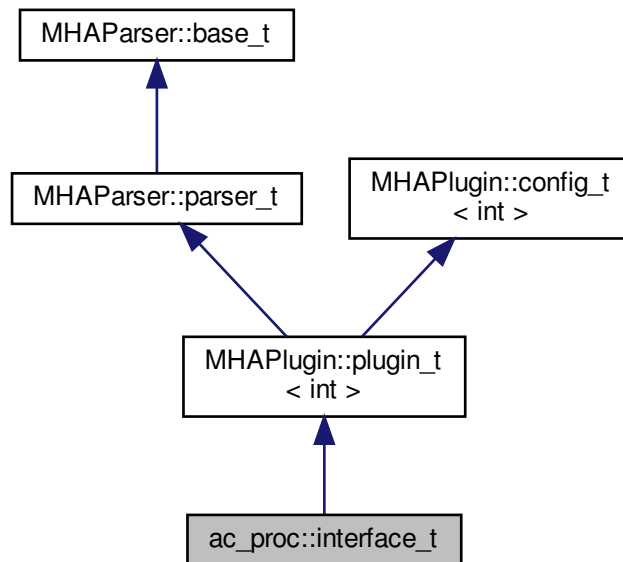 MHAParser::base_t
MHAParser::parser_t
MHAPlugin::config_t
< int >
MHAPlugin::plugin_t
< int >
ac_proc::interface_t